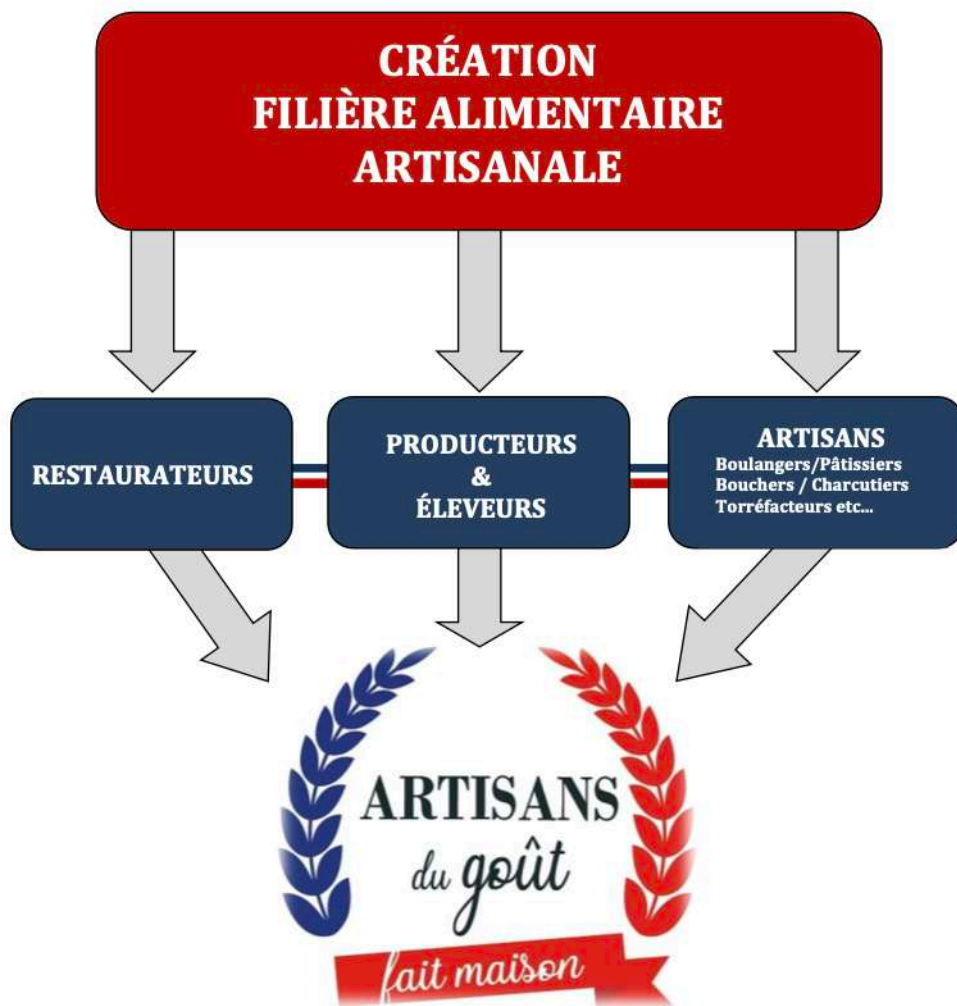 CRÉATION
FILIÈRE ALIMENTAIRE
ARTISANALE
RESTAURATEURS
PRODUCTEURS
&
ÉLEVEURS
ARTISANS
Boulangers/Pâtissiers
Bouchers / Charcutiers
Torréfacteurs etc...
ARTISANS
du goût
fait maison